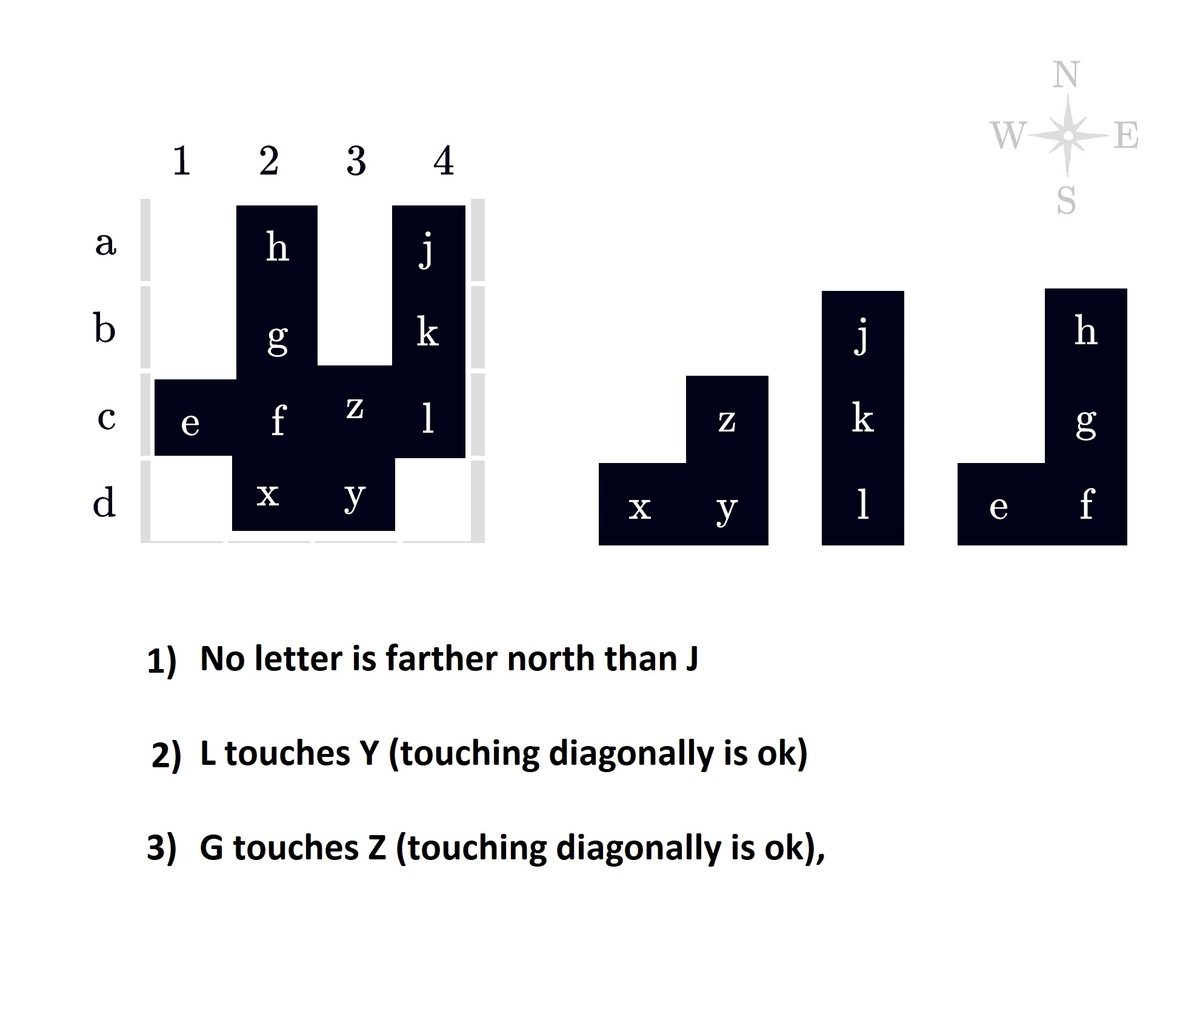 N
W E
S
1 2 3 4
a h j
b g k j h
c e f z l z k g
d x y x y l e f
1) No letter is farther north than J
2) L touches Y (touching diagonally is ok)
3) G touches Z (touching diagonally is ok),